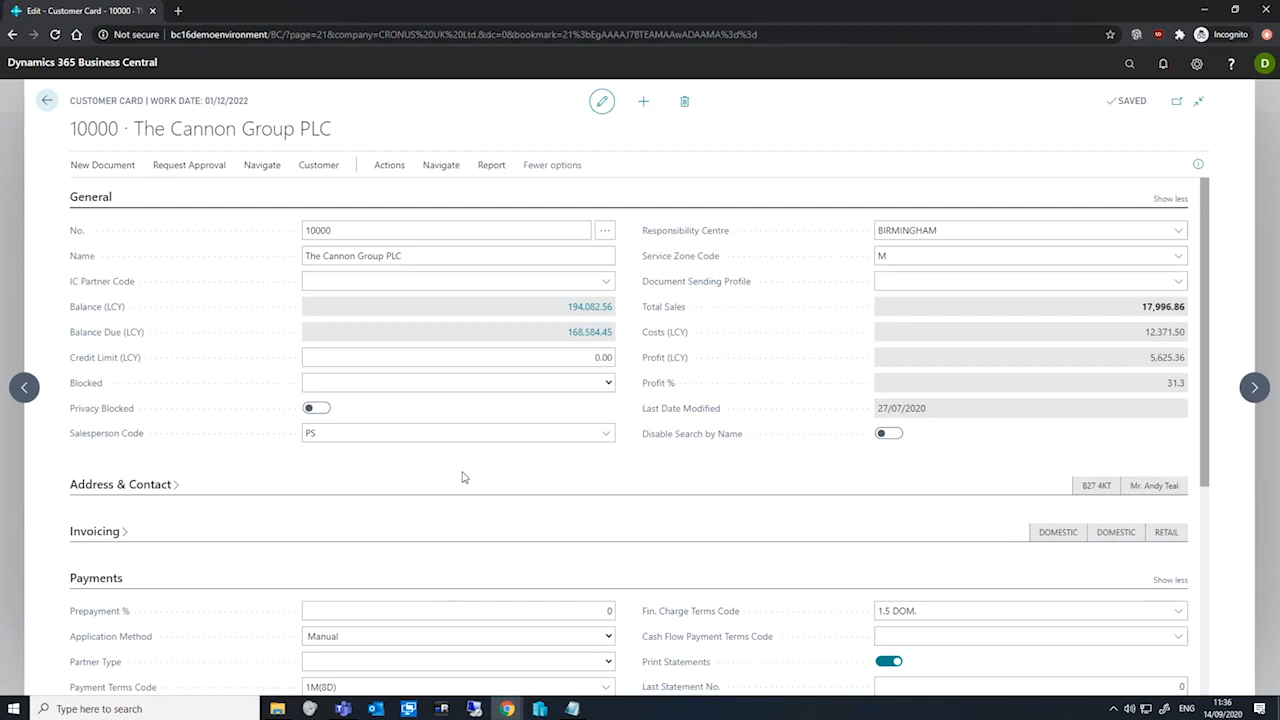 Edit - Customer Card - 10000 · Th
Not secure
bc16demoenvironment/BC/?page=21&company=CRONUS%20UK%20Ltd.&dc=0&bookmark=21%3bEgAAAAJ7BTEAMAAwADAAMA%3d%3d
Incognito
Dynamics 365 Business Central
D
CUSTOMER CARD | WORK DATE: 01/12/2022
SAVED
10000 · The Cannon Group PLC
New Document Request Approval Navigate Customer Actions Navigate Report Fewer options
General Show less
No. 10000 Responsibility Centre BIRMINGHAM
Name The Cannon Group PLC Service Zone Code M
IC Partner Code Document Sending Profile
Balance (LCY) 194,082.56 Total Sales 17,996.86
Balance Due (LCY) 168,584.45 Costs (LCY) 12,371.50
Credit Limit (LCY) 0.00 Profit (LCY) 5,625.36
Blocked Profit % 31.3
Privacy Blocked Last Date Modified 27/07/2020
Salesperson Code PS Disable Search by Name
Address & Contact B27 4KT Mr. Andy Teal
Invoicing DOMESTIC DOMESTIC RETAIL
Payments Show less
Prepayment % 0 Fin. Charge Terms Code 1.5 DOM.
Application Method Manual Cash Flow Payment Terms Code
Partner Type Print Statements
Payment Terms Code 1M(8D) Last Statement No. 0
Type here to search
ENG
11:36
14/09/2020